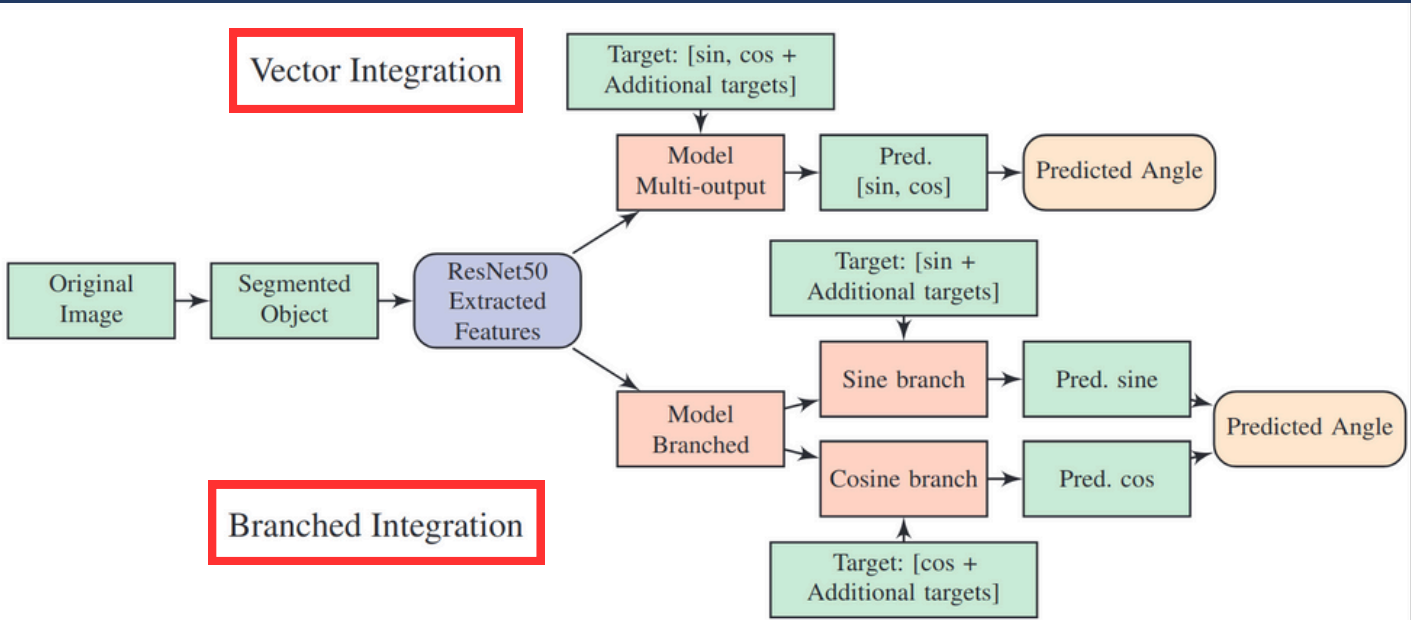 Vector Integration
Target: [sin, cos +
Additional targets]
Model
Multi-output
Pred.
[sin, cos]
Predicted Angle
Original
Image
Segmented
Object
ResNet50
Extracted
Features
Target: [sin +
Additional targets]
Sine branch
Pred. sine
Model
Branched
Predicted Angle
Cosine branch
Pred. cos
Branched Integration
Target: [cos +
Additional targets]